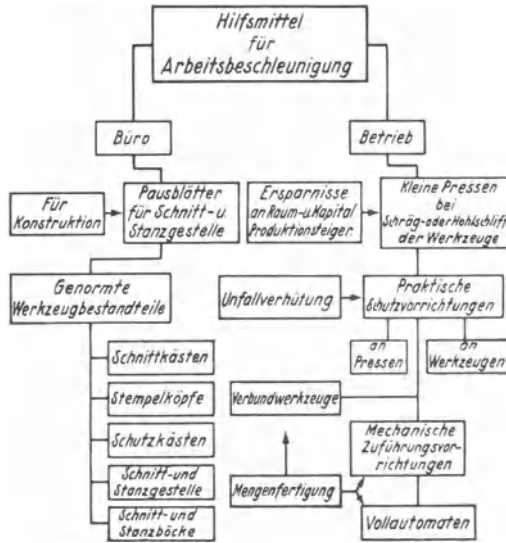 Hilfsmittel
für
Arbeitsbeschleunigung
Büro
Betrieb
Für
Konstruktion
Pausblätter
für Schnitt- u.
Stanzgestelle
Ersparnisse
an Raum- u. Kapital
Produktionsteiger.
Kleine Pressen
bei
Schräg- oder Hohlschliff
der Werkzeuge
Genormte
Werkzeugbestandteile
Unfallverhütung
Praktische
Schutzvorrichtungen
an
Pressen
an
Werkzeugen
Schnittkästen
Stempelköpfe
Schutzkästen
Schnitt- und
Stanzgestelle
Schnitt- und
Stanzböcke
Verbundwerkzeuge
Mechanische
Zuführungsvor-
richtungen
Mengenfertigung
Vollautomaten